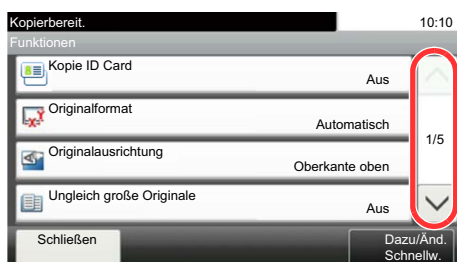 Kopierbereit.
10:10
Funktionen
Kopie ID Card
Aus
Originalformat
Automatisch
Originalausrichtung
Oberkante oben
Ungleich große Originale
Aus
1/5
Schließen
Dazu/Änd.
Schnellw.